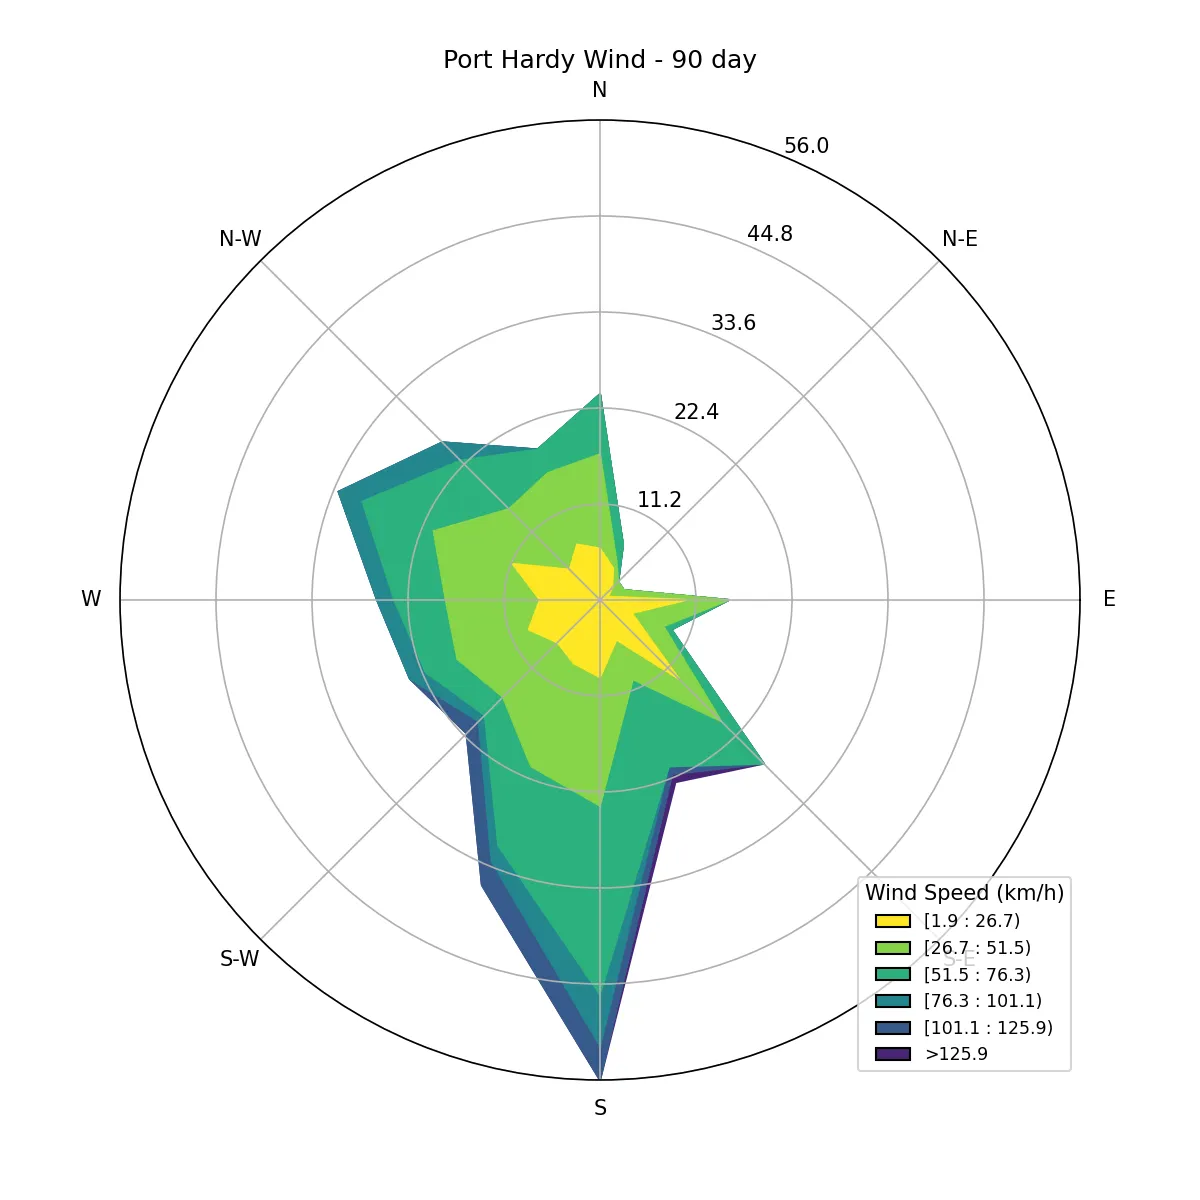 Port Hardy Wind - 90 day
N
56.0
44.8
N-W
N-E
33.6
22.4
11.2
W
E
Wind Speed (km/h)
[1.9 : 26.7)
[26.7 : 51.5)
S-W
S-E
[51.5 : 76.3)
[76.3 : 101.1)
[101.1 : 125.9)
>125.9
S